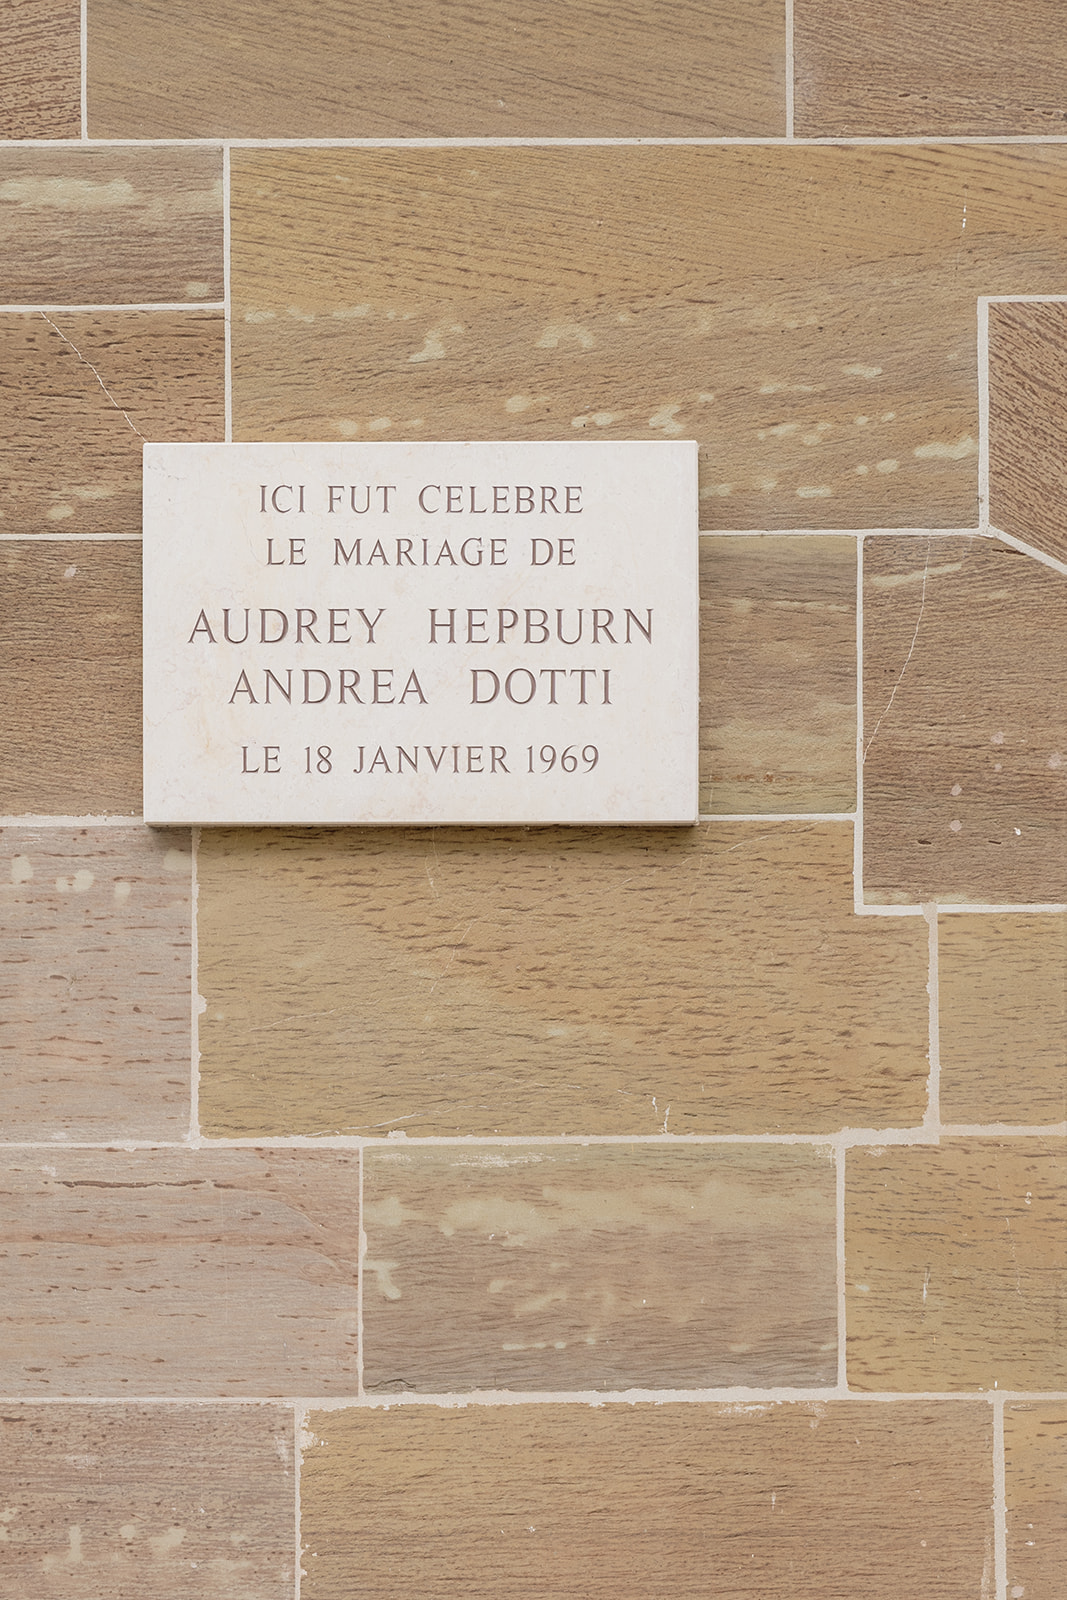 ICI FUT CELEBRE
LE MARIAGE DE
AUDREY HEPBURN
ANDREA DOTTI
LE 18 JANVIER 1969